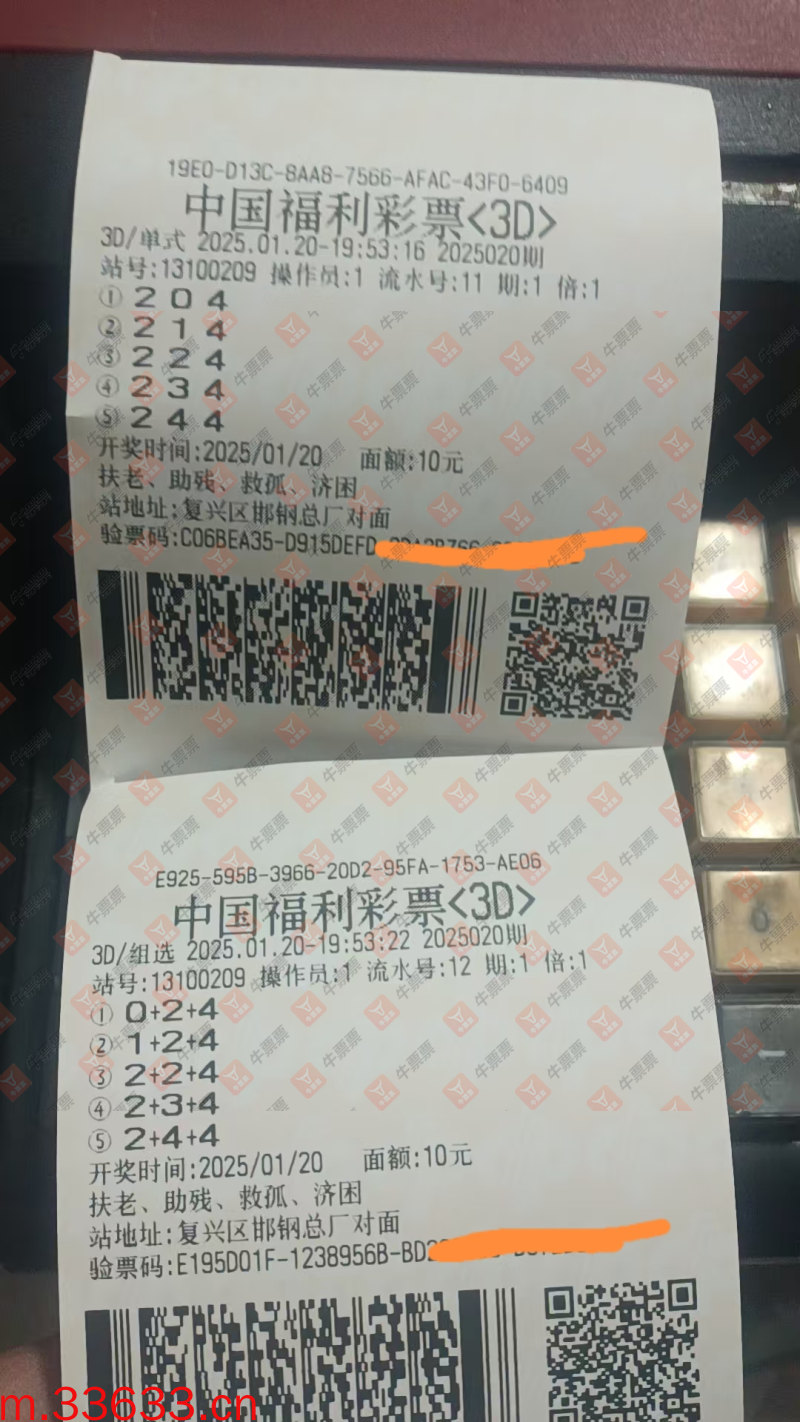 19E0-D13C-8AA8-7566-AFAC-43F0-6409
中国福利彩票<3D>
3D/单式 2025.01.20-19:53:16 2025020期
站号:13100209 操作员:1 流水号:11 期:1 倍:1
① 2 0 4
② 2 1 4
③ 2 2 4
④ 2 3 4
⑤ 2 4 4
开奖时间:2025/01/20 面额:10元
扶老、助残、救孤、济困
站地址:复兴区邯钢总厂对面
验票码:C06BEA35-D915DEFD
E925-595B-3966-20D2-95FA-1753-AE06
中国福利彩票<3D>
3D/组选 2025.01.20-19:53:22 2025020期
站号:13100209 操作员:1 流水号:12 期:1 倍:1
① 0+2+4
② 1+2+4
③ 2+2+4
④ 2+3+4
⑤ 2+4+4
开奖时间:2025/01/20 面额:10元
扶老、助残、救孤、济困
站地址:复兴区邯钢总厂对面
验票码:E195D01F-1238956B-BD
牛票票
m.33633.cn